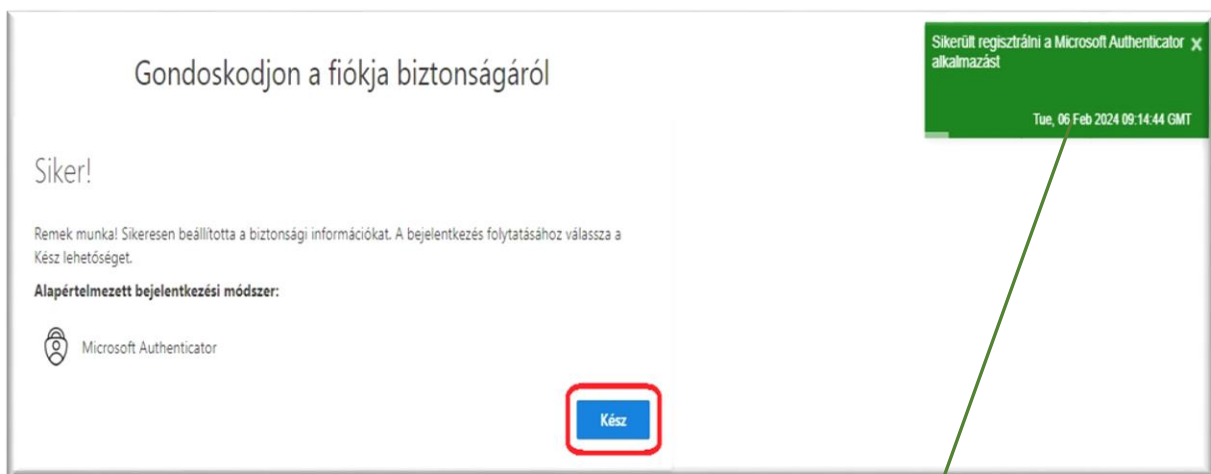 Gondoskodjon a fiókja biztonságáról
Sikerült regisztrálni a Microsoft Authenticator
alkalmazást
Tue, 06 Feb 2024 09:14:44 GMT
Siker!
Remek munka! Sikeresen beállította a biztonsági információkat. A bejelentkezés folytatásához válassza a
Kész lehetőséget.
Alapértelmezett bejelentkezési módszer:
Microsoft Authenticator
Kész